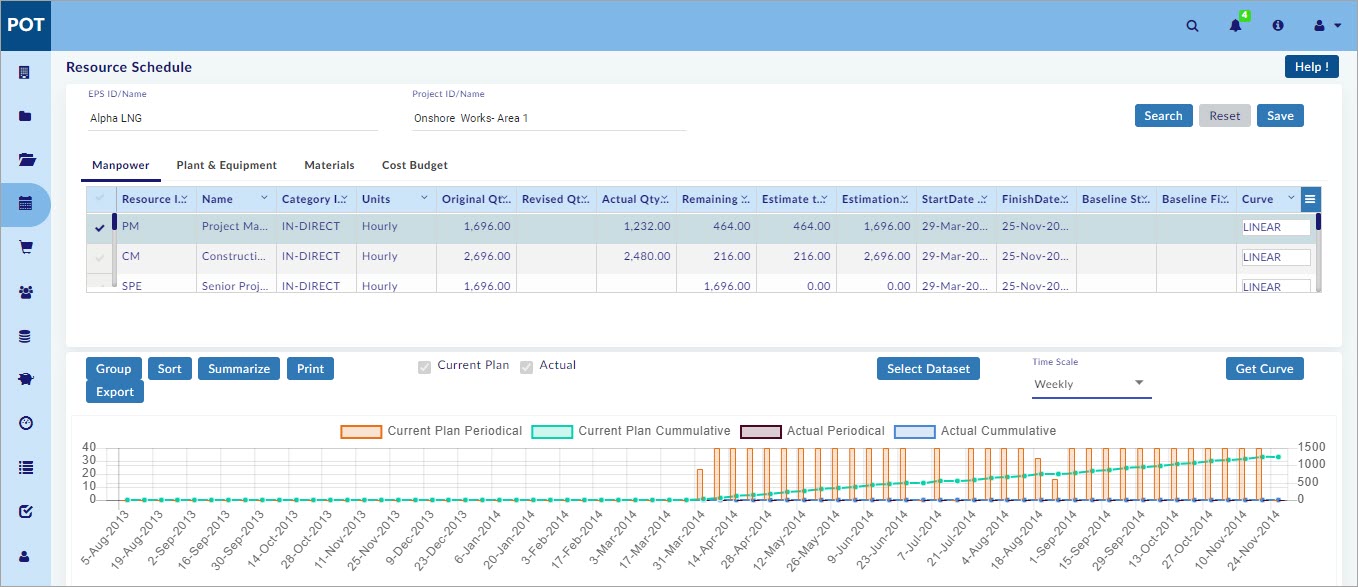 POT
4
Resource Schedule
Help !
EPS ID/Name
Project ID/Name
Alpha LNG
Onshore Works- Area 1
Search Reset Save
Manpower Plant & Equipment Materials Cost Budget
Resource I... Name Category I... Units Original Qt... Revised Qt... Actual Qty... Remaining ... Estimate t... Estimation... StartDate ... FinishDate... Baseline St... Baseline Fi... Curve
PM Project Ma... IN-DIRECT Hourly 1,696.00 1,232.00 464.00 464.00 1,696.00 29-Mar-20... 25-Nov-20... LINEAR
CM Constructi... IN-DIRECT Hourly 2,696.00 2,480.00 216.00 216.00 2,696.00 29-Mar-20... 25-Nov-20... LINEAR
SPE Senior Proj... IN-DIRECT Hourly 1,696.00 1,696.00 0.00 0.00 29-Mar-20... 25-Nov-20... LINEAR
Group Sort Summarize Print
Export
Current Plan Actual
Select Dataset
Time Scale
Weekly
Get Curve
Current Plan Periodical Current Plan Cummulative Actual Periodical Actual Cummulative
40
30
20
10
0
1500
1000
500
0
5-Aug-2013
19-Aug-2013
2-Sep-2013
16-Sep-2013
30-Sep-2013
14-Oct-2013
28-Oct-2013
11-Nov-2013
25-Nov-2013
9-Dec-2013
23-Dec-2013
6-Jan-2014
20-Jan-2014
3-Feb-2014
17-Feb-2014
3-Mar-2014
17-Mar-2014
31-Mar-2014
14-Apr-2014
28-Apr-2014
12-May-2014
26-May-2014
9-Jun-2014
23-Jun-2014
7-Jul-2014
21-Jul-2014
4-Aug-2014
18-Aug-2014
1-Sep-2014
15-Sep-2014
29-Sep-2014
13-Oct-2014
27-Oct-2014
10-Nov-2014
24-Nov-2014